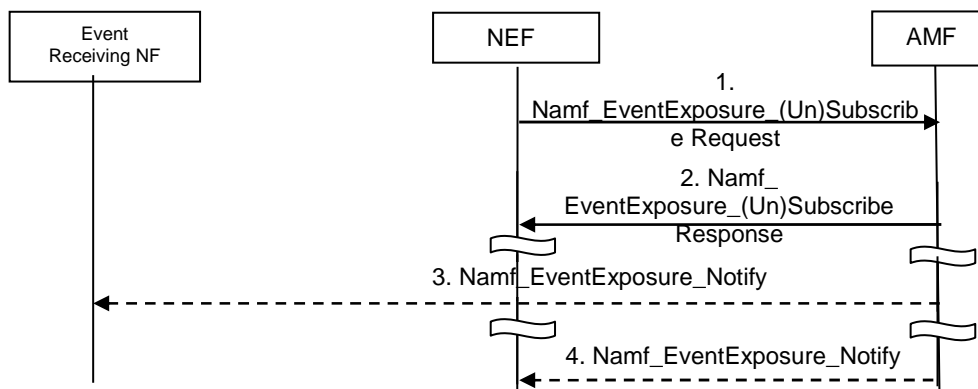 Event
Receiving NF
NEF
AMF
1.
Namf_EventExposure_(Un)Subscrib
e Request
2. Namf_
EventExposure_(Un)Subscribe
Response
3. Namf_EventExposure_Notify
4. Namf_EventExposure_Notify